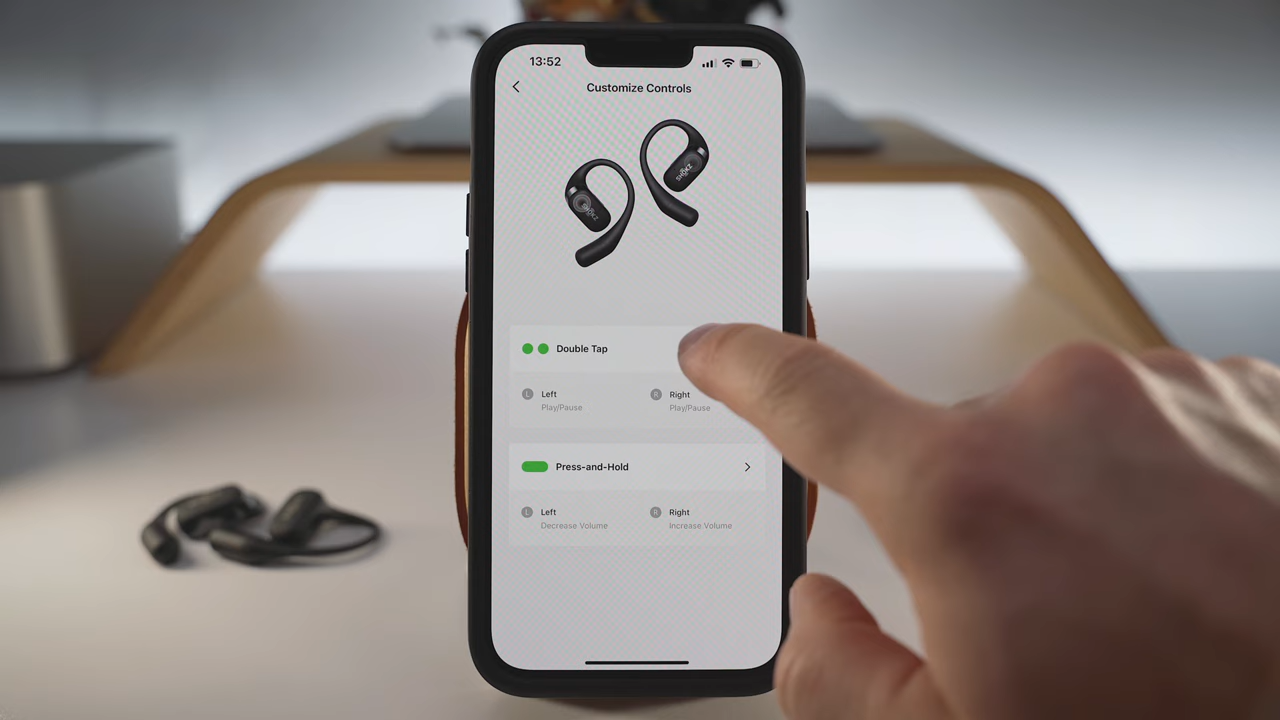 13:52
Customize Controls
Double Tap
L Left
Play/Pause
R Right
Play/Pause
Press-and-Hold
L Left
Decrease Volume
R Right
Increase Volume